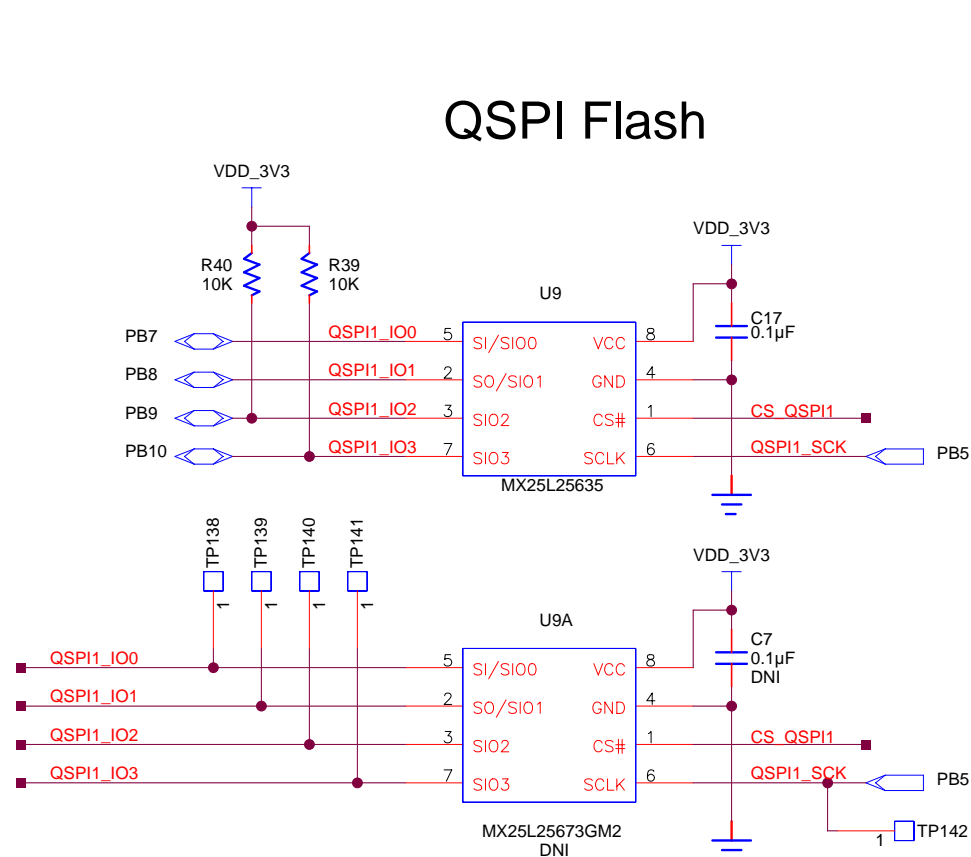 QSPI Flash
VDD_3V3
VDD_3V3
R40
10K
R39
10K
U9
C17
0.1µF
PB7
QSPI1_IO0
5
SI/SIO0
VCC
8
PB8
QSPI1_IO1
2
SO/SIO1
GND
4
PB9
QSPI1_IO2
3
SIO2
CS#
1
CS_QSPI1
PB10
QSPI1_IO3
7
SIO3
SCLK
6
QSPI1_SCK
PB5
MX25L25635
TP138
TP139
TP140
TP141
1
1
1
1
VDD_3V3
U9A
C7
0.1µF
DNI
QSPI1_IO0
5
SI/SIO0
VCC
8
QSPI1_IO1
2
SO/SIO1
GND
4
QSPI1_IO2
3
SIO2
CS#
1
CS_QSPI1
QSPI1_IO3
7
SIO3
SCLK
6
QSPI1_SCK
PB5
MX25L25673GM2
DNI
1
TP142